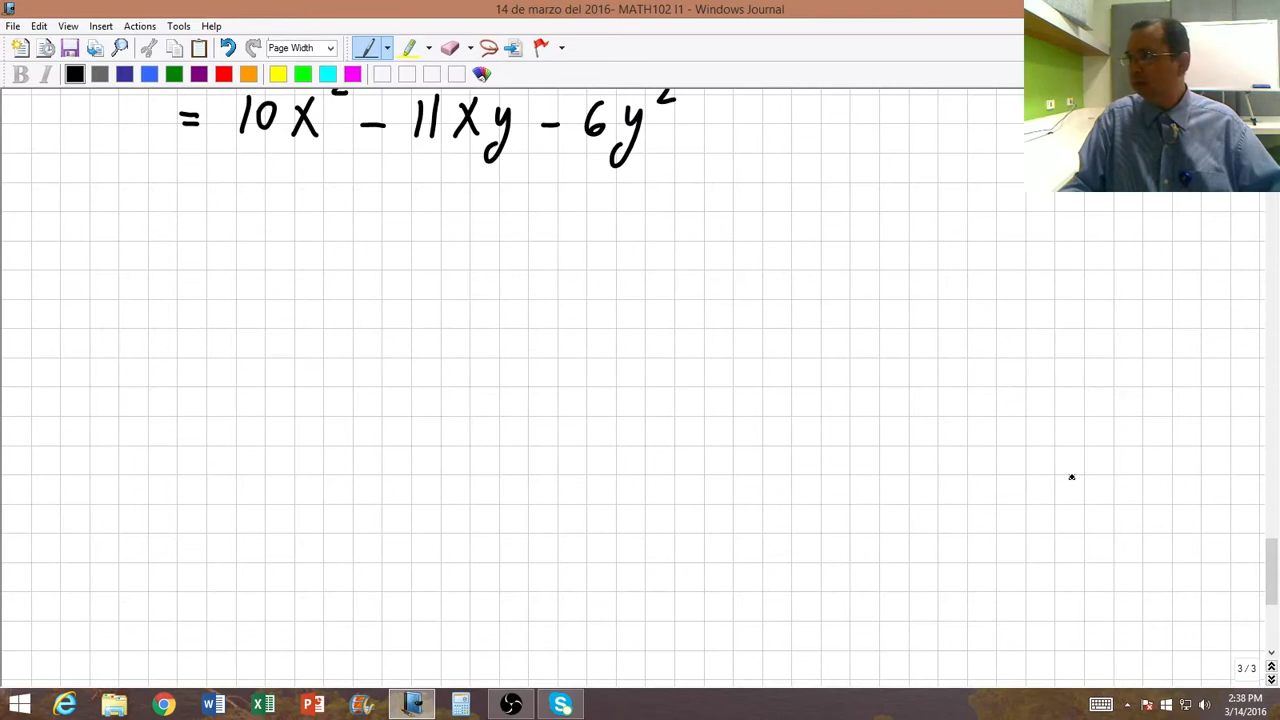 14 de marzo del 2016- MATH102 I1 - Windows Journal
File Edit View Insert Actions Tools Help
Page Width
B I
= 10x² - 11xy - 6y²
3 / 3
2:38 PM
3/14/2016